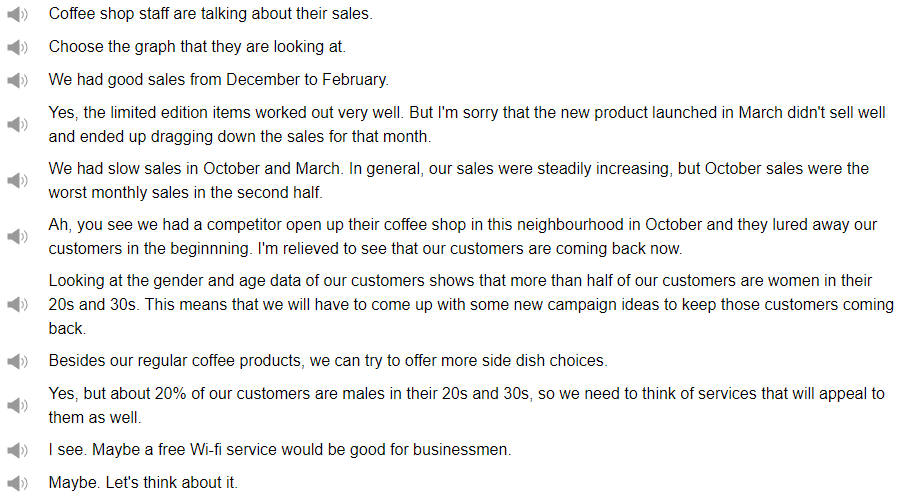 Coffee shop staff are talking about their sales.
Choose the graph that they are looking at.
We had good sales from December to February.
Yes, the limited edition items worked out very well. But I'm sorry that the new product launched in March didn't sell well
and ended up dragging down the sales for that month.
We had slow sales in October and March. In general, our sales were steadily increasing, but October sales were the
worst monthly sales in the second half.
Ah, you see we had a competitor open up their coffee shop in this neighbourhood in October and they lured away our
customers in the beginnning. I'm relieved to see that our customers are coming back now.
Looking at the gender and age data of our customers shows that more than half of our customers are women in their
20s and 30s. This means that we will have to come up with some new campaign ideas to keep those customers coming
back.
Besides our regular coffee products, we can try to offer more side dish choices.
Yes, but about 20% of our customers are males in their 20s and 30s, so we need to think of services that will appeal to
them as well.
I see. Maybe a free Wi-fi service would be good for businessmen.
Maybe. Let's think about it.